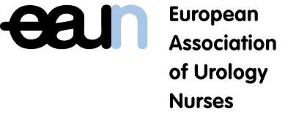 eaun
European
Association
of Urology
Nurses